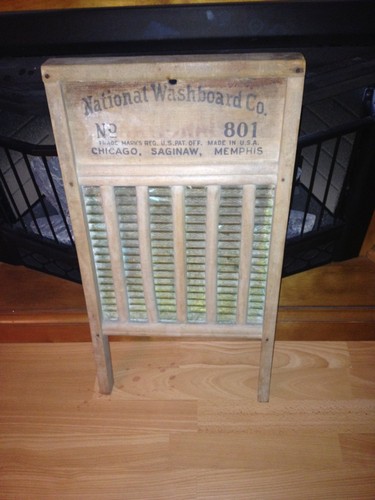 National Washboard Co.
No 801
TRADE MARKS REG. U.S. PAT. OFF. MADE IN U.S.A.
CHICAGO, SAGINAW, MEMPHIS